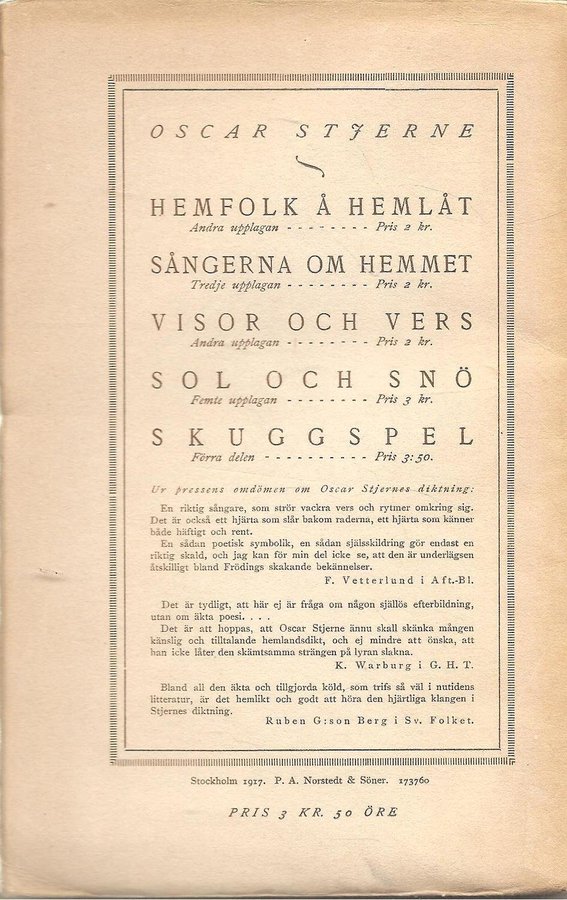 OSCAR STJERNE
HEMFOLK Å HEMLÅT
Andra upplagan - - - - - - - - Pris 2 kr.
SÅNGERNA OM HEMMET
Tredje upplagan - - - - - - - - Pris 2 kr.
VISOR OCH VERS
Andra upplagan - - - - - - - - Pris 2 kr.
SOL OCH SNÖ
Femte upplagan - - - - - - - - Pris 3 kr.
SKUGGSPEL
Förra delen - - - - - - - - - - Pris 3:50.
Ur pressens omdömen om Oscar Stjernes diktning:
En riktig sångare, som strör vackra vers och rytmer omkring sig.
Det är också ett hjärta som slår bakom raderna, ett hjärta som känner
både häftigt och rent.
En sådan poetisk symbolik, en sådan själsskildring gör endast en
riktig skald, och jag kan för min del icke se, att den är underlägsen
åtskilligt bland Frödings skakande bekännelser.
F. Vetterlund i Aft.-Bl.
Det är tydligt, att här ej är fråga om någon själlös efterbildning,
utan om äkta poesi. . . .
Det är att hoppas, att Oscar Stjerne ännu skall skänka mången
känslig och tilltalande hemlandsdikt, och ej mindre att önska, att
han icke låter den skämtsamma strängen på lyran slakna.
K. Warburg i G. H. T.
Bland all den äkta och tillgjorda köld, som trifs så väl i nutidens
litteratur, är det hemlikt och godt att höra den hjärtliga klangen i
Stjernes diktning.
Ruben G:son Berg i Sv. Folket.
Stockholm 1917. P. A. Norstedt & Söner. 173760
PRIS 3 KR. 50 ÖRE